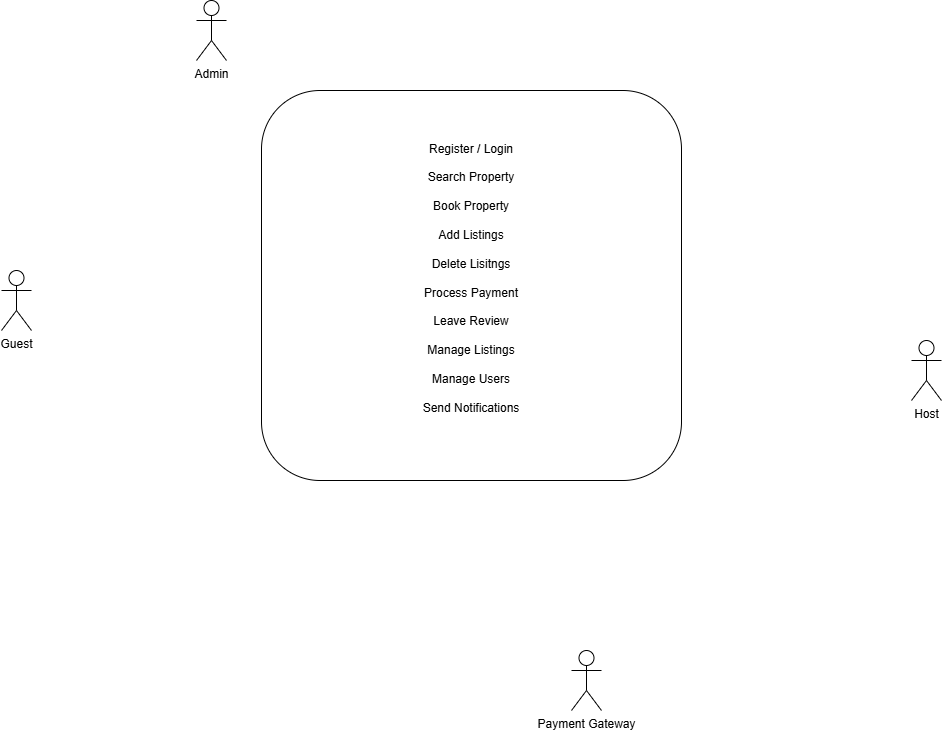 Admin
Register / Login
Search Property
Book Property
Add Listings
Delete Lisitngs
Process Payment
Leave Review
Manage Listings
Manage Users
Send Notifications
Guest
Host
Payment Gateway